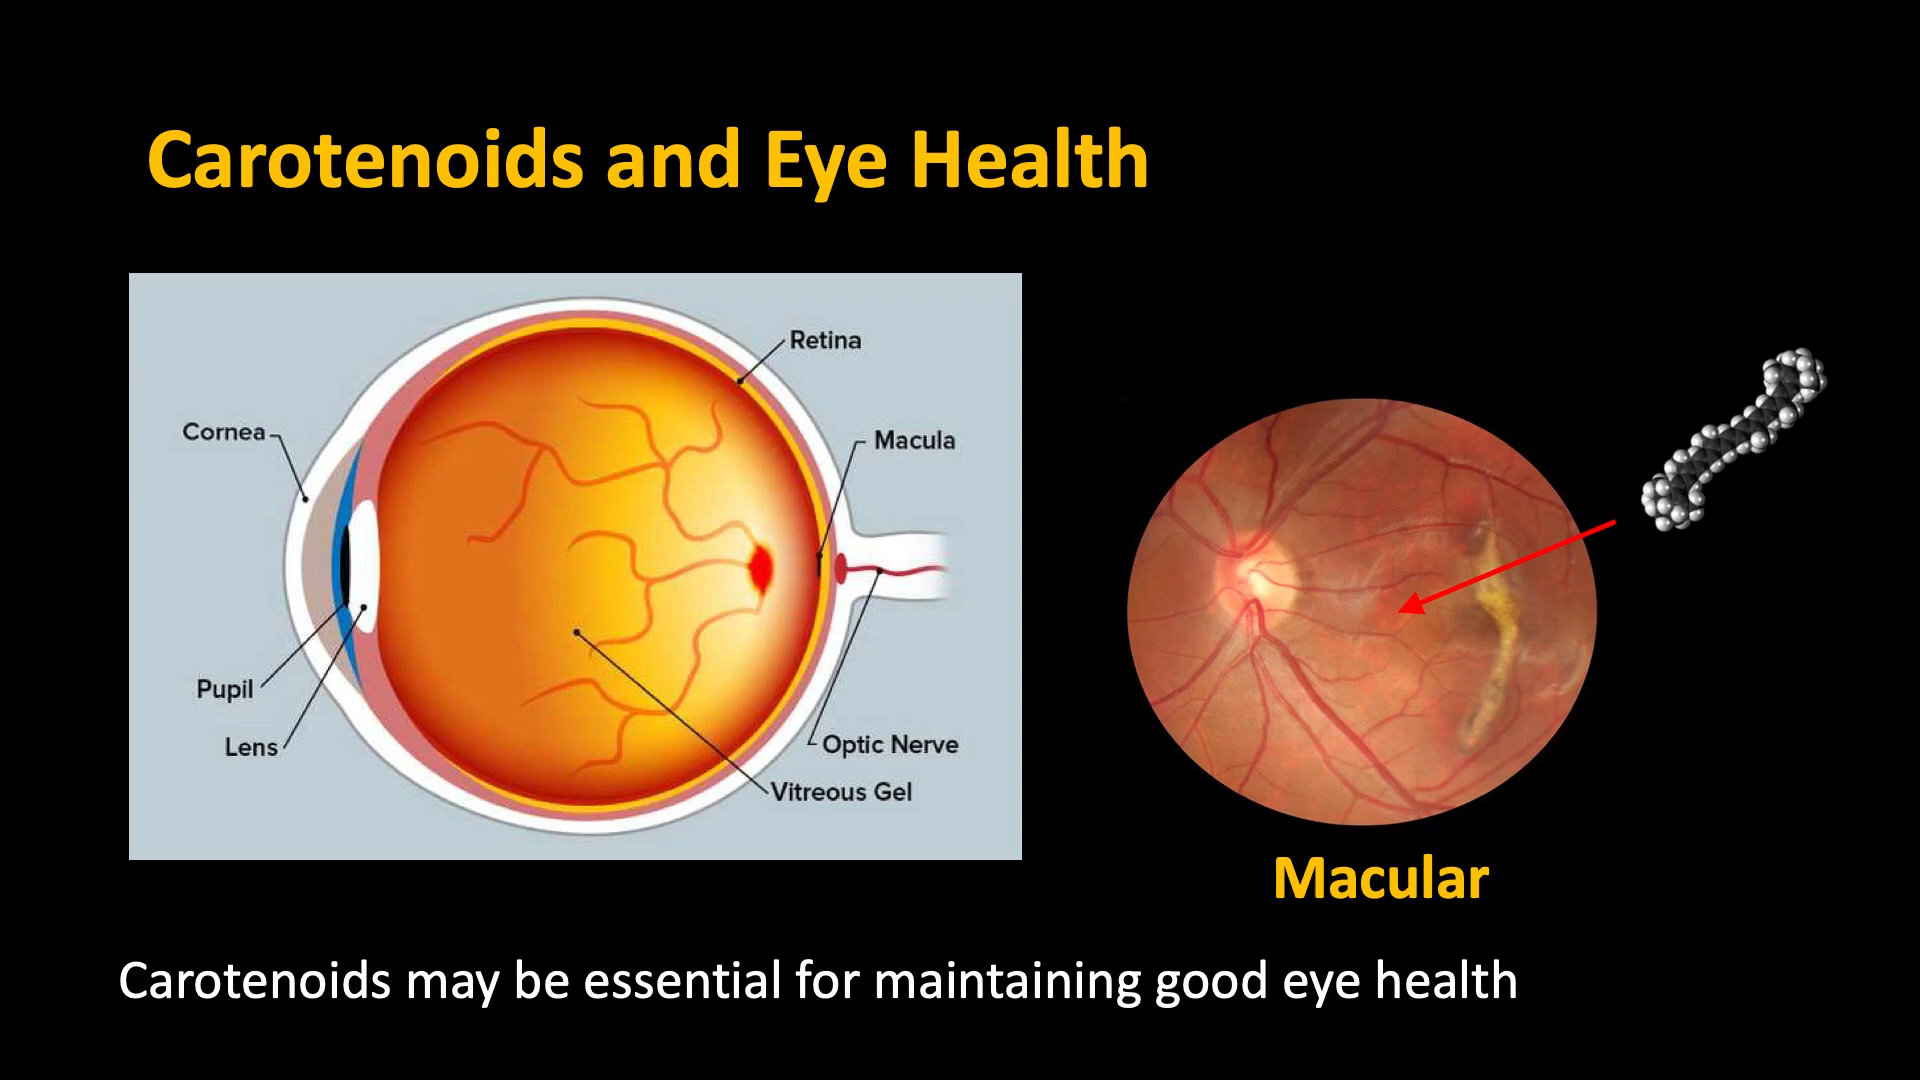 Carotenoids and Eye Health
Retina
Cornea
Macula
Pupil
Lens
Optic Nerve
Vitreous Gel
Macular
Carotenoids may be essential for maintaining good eye health